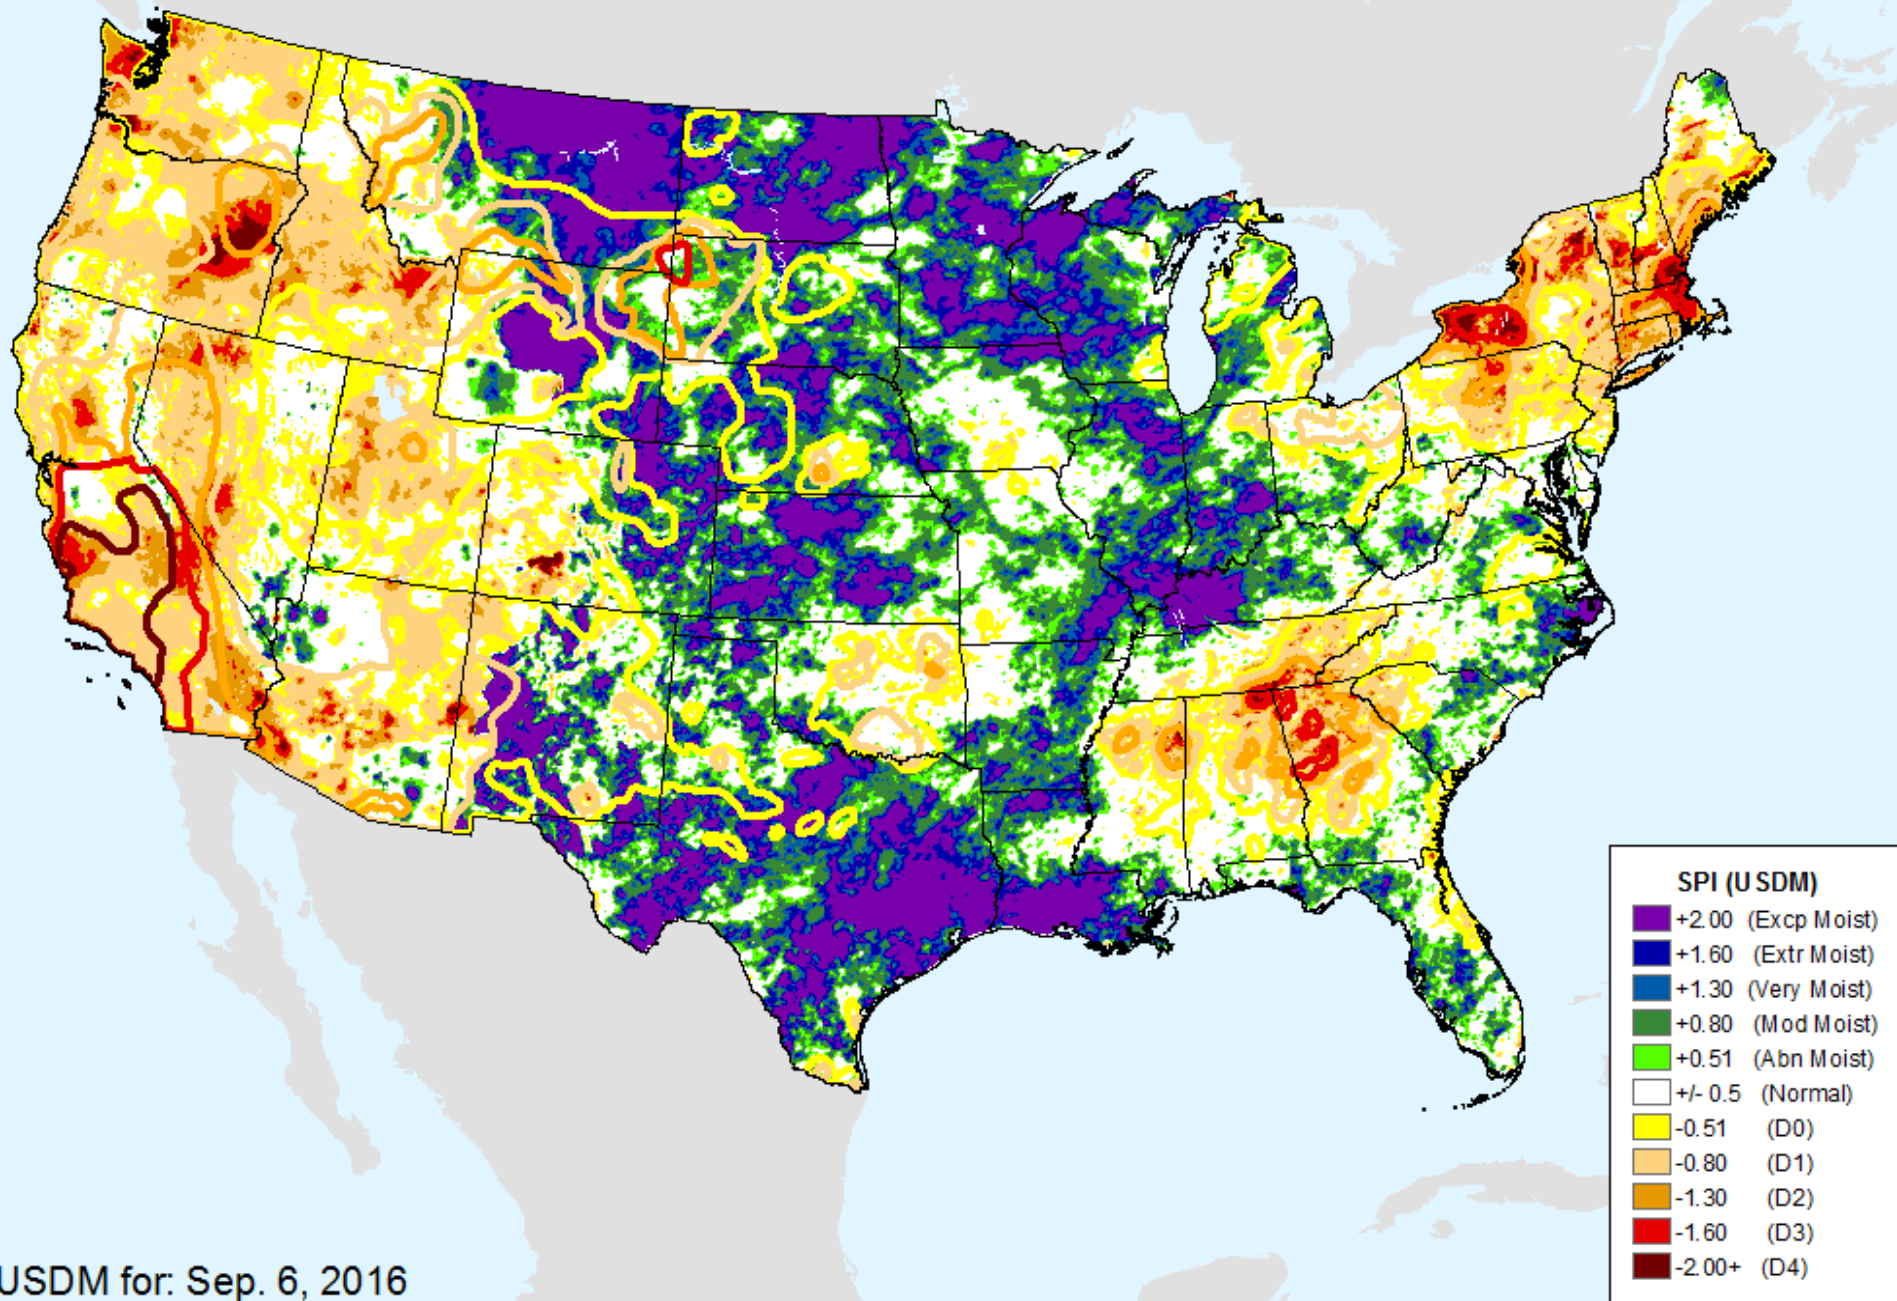 SPI (USDM)
+2.00 (Excp Moist)
+1.60 (Extr Moist)
+1.30 (Very Moist)
+0.80 (Mod Moist)
+0.51 (Abn Moist)
+/- 0.5 (Normal)
-0.51 (D0)
-0.80 (D1)
-1.30 (D2)
-1.60 (D3)
-2.00+ (D4)
USDM for: Sep. 6, 2016